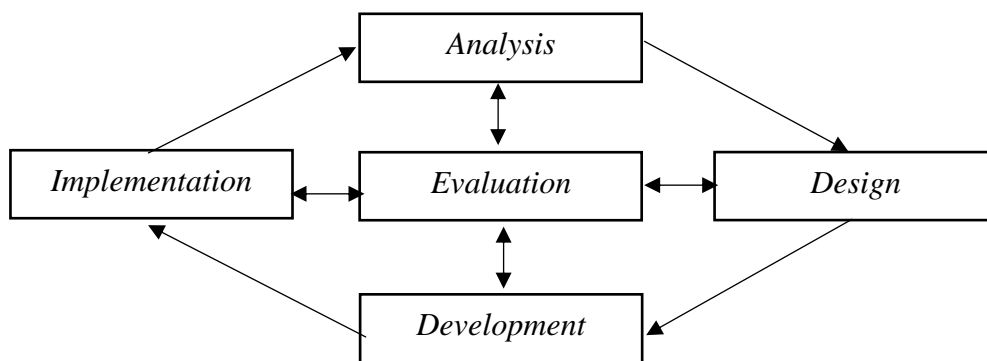 Analysis
Implementation
Evaluation
Design
Development